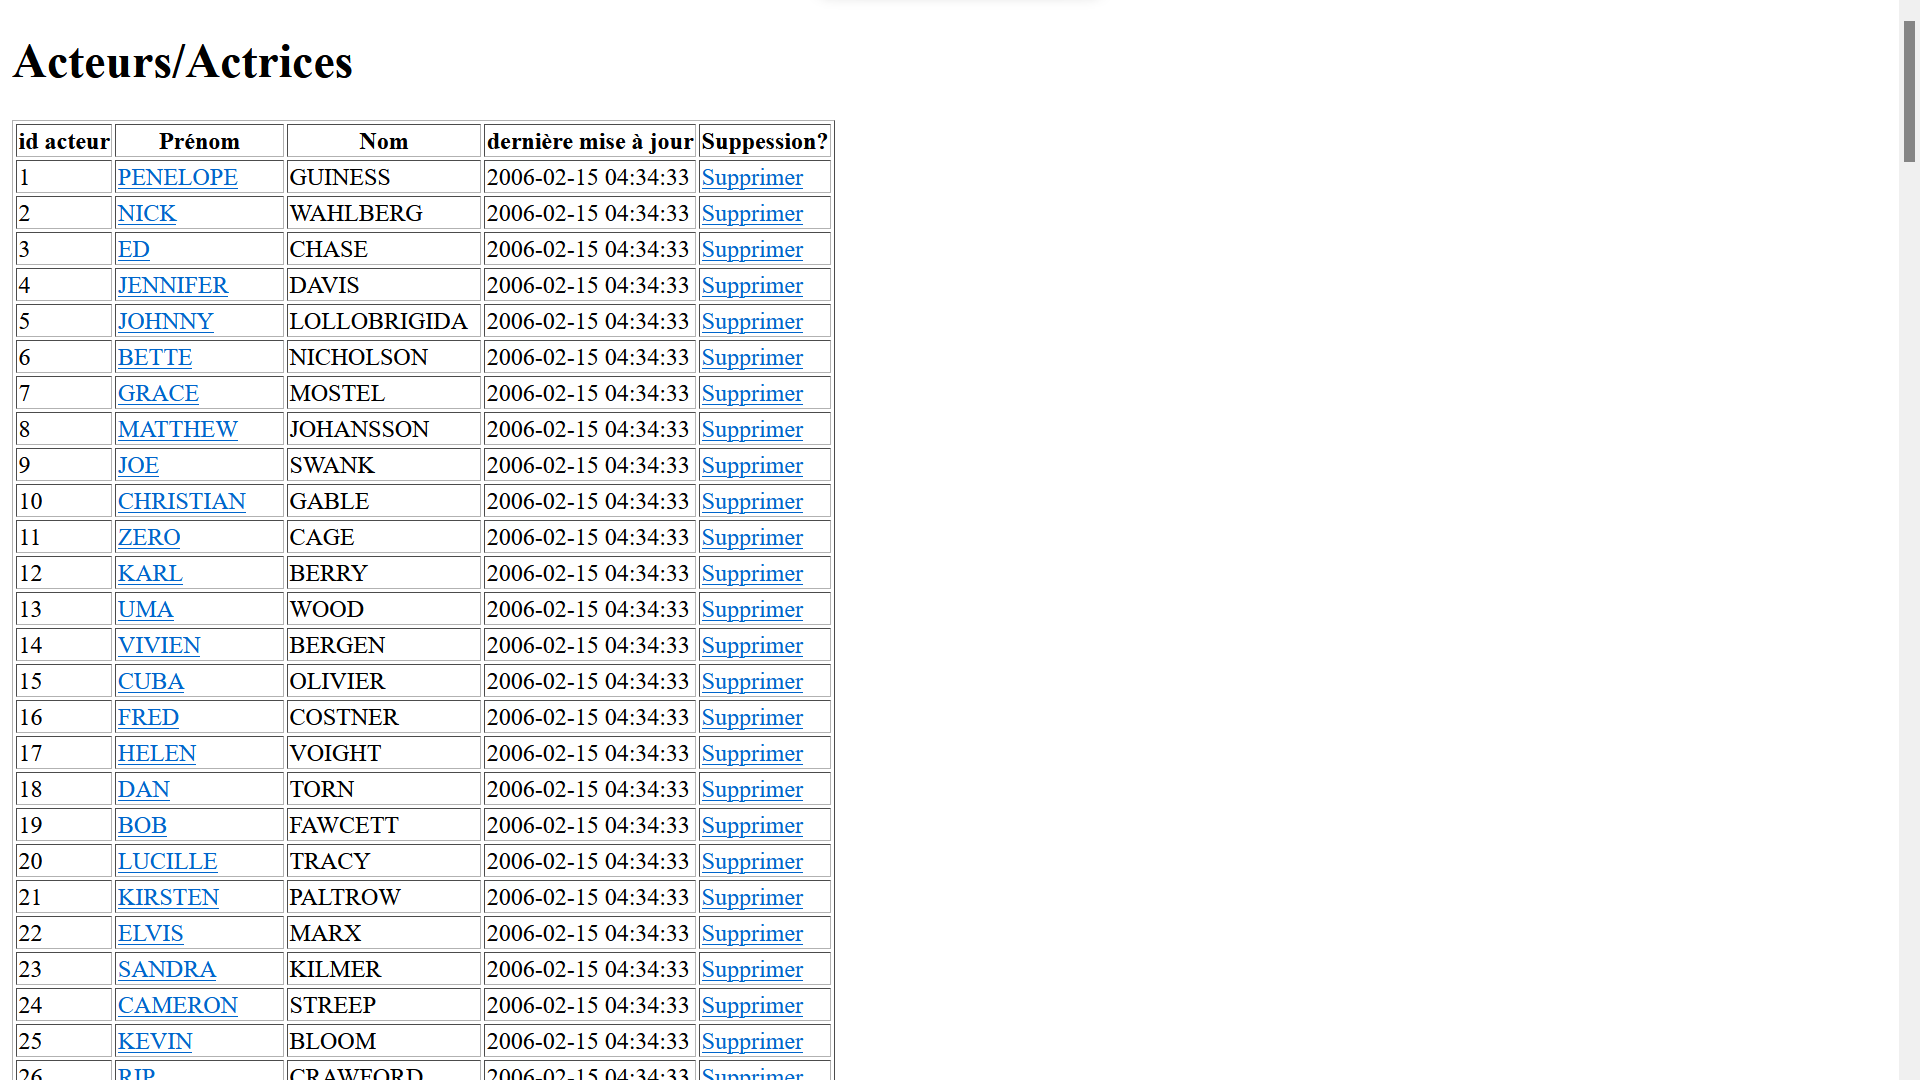 Acteurs/Actrices
id acteur Prénom Nom dernière mise à jour Suppession?
1 PENELOPE GUINESS 2006-02-15 04:34:33 Supprimer
2 NICK WAHLBERG 2006-02-15 04:34:33 Supprimer
3 ED CHASE 2006-02-15 04:34:33 Supprimer
4 JENNIFER DAVIS 2006-02-15 04:34:33 Supprimer
5 JOHNNY LOLLOBRIGIDA 2006-02-15 04:34:33 Supprimer
6 BETTE NICHOLSON 2006-02-15 04:34:33 Supprimer
7 GRACE MOSTEL 2006-02-15 04:34:33 Supprimer
8 MATTHEW JOHANSSON 2006-02-15 04:34:33 Supprimer
9 JOE SWANK 2006-02-15 04:34:33 Supprimer
10 CHRISTIAN GABLE 2006-02-15 04:34:33 Supprimer
11 ZERO CAGE 2006-02-15 04:34:33 Supprimer
12 KARL BERRY 2006-02-15 04:34:33 Supprimer
13 UMA WOOD 2006-02-15 04:34:33 Supprimer
14 VIVIEN BERGEN 2006-02-15 04:34:33 Supprimer
15 CUBA OLIVIER 2006-02-15 04:34:33 Supprimer
16 FRED COSTNER 2006-02-15 04:34:33 Supprimer
17 HELEN VOIGHT 2006-02-15 04:34:33 Supprimer
18 DAN TORN 2006-02-15 04:34:33 Supprimer
19 BOB FAWCETT 2006-02-15 04:34:33 Supprimer
20 LUCILLE TRACY 2006-02-15 04:34:33 Supprimer
21 KIRSTEN PALTROW 2006-02-15 04:34:33 Supprimer
22 ELVIS MARX 2006-02-15 04:34:33 Supprimer
23 SANDRA KILMER 2006-02-15 04:34:33 Supprimer
24 CAMERON STREEP 2006-02-15 04:34:33 Supprimer
25 KEVIN BLOOM 2006-02-15 04:34:33 Supprimer
26 RIP CRAWFORD 2006-02-15 04:34:33 Supprimer